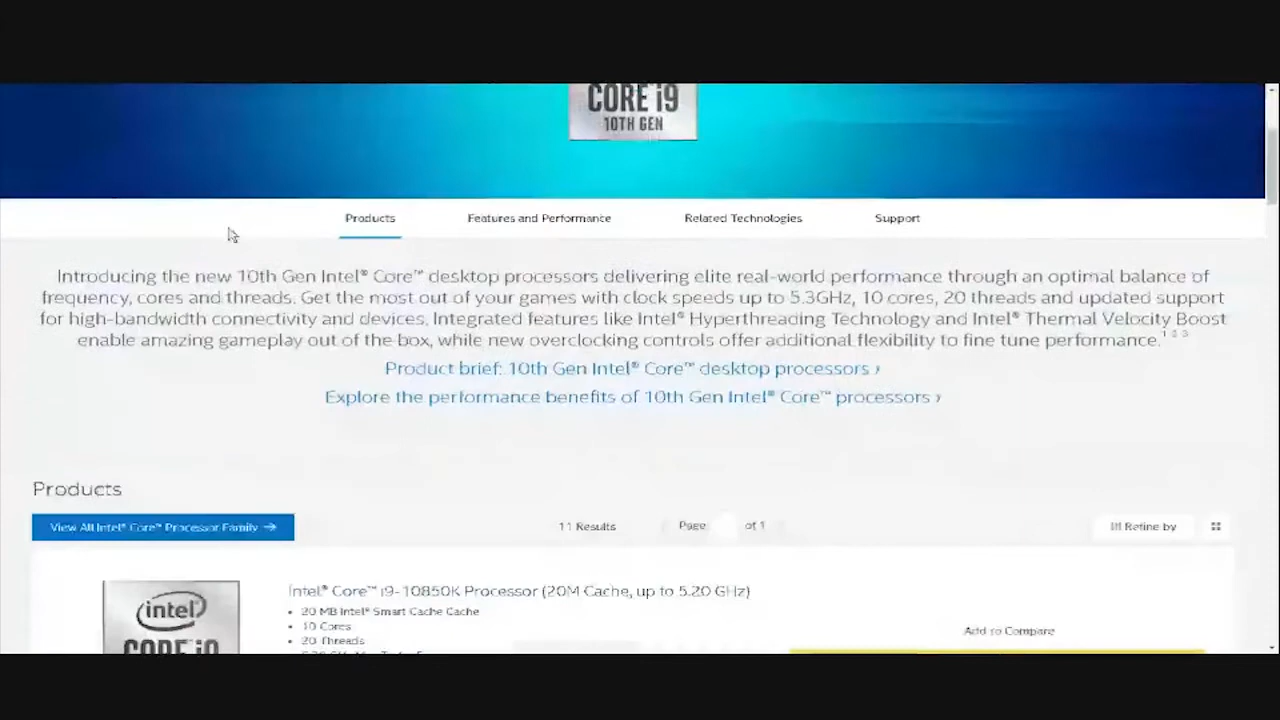 CORE i9
10TH GEN
Products Features and Performance Related Technologies Support
Introducing the new 10th Gen Intel® Core™ desktop processors delivering elite real-world performance through an optimal balance of
frequency, cores and threads. Get the most out of your games with clock speeds up to 5.3GHz, 10 cores, 20 threads and updated support
for high-bandwidth connectivity and devices. Integrated features like Intel® Hyperthreading Technology and Intel® Thermal Velocity Boost
enable amazing gameplay out of the box, while new overclocking controls offer additional flexibility to fine tune performance.¹ ² ³
Product brief: 10th Gen Intel® Core™ desktop processors ›
Explore the performance benefits of 10th Gen Intel® Core™ processors ›
Products
View All Intel® Core™ Processor Family → 11 Results Page of 1 Refine by
intel
CORE i9
Intel® Core™ i9-10850K Processor (20M Cache, up to 5.20 GHz)
• 20 MB Intel® Smart Cache Cache
• 10 Cores
• 20 Threads
Add to Compare